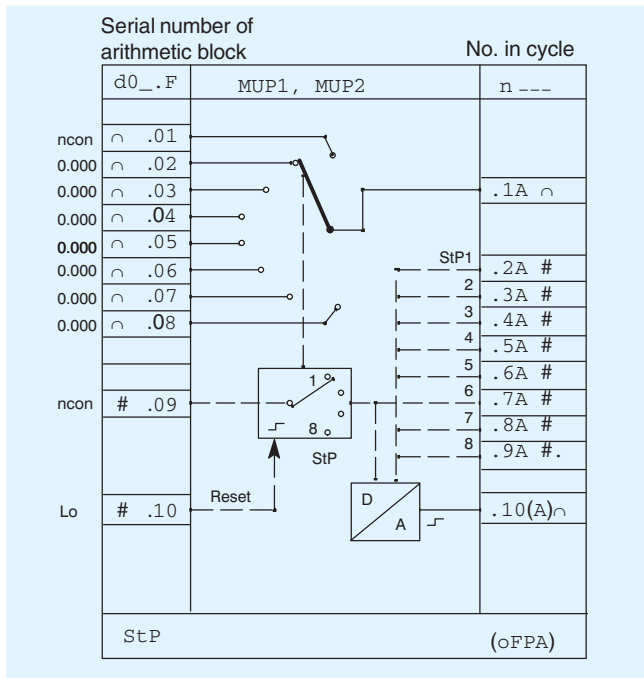 Serial number of
arithmetic block
No. in cycle
d0_.F MUP1, MUP2 n ---
ncon ∩ .01
0.000 ∩ .02
0.000 ∩ .03 .1A ∩
0.000 ∩ .04
0.000 ∩ .05
0.000 ∩ .06 StP1 .2A #
0.000 ∩ .07 2 .3A #
0.000 ∩ .08 3 .4A #
4 .5A #
1 5 .6A #
ncon # .09 6 .7A #
8 7 .8A #
StP 8 .9A #.
Lo # .10 Reset D A .10(A)∩
StP (oFPA)